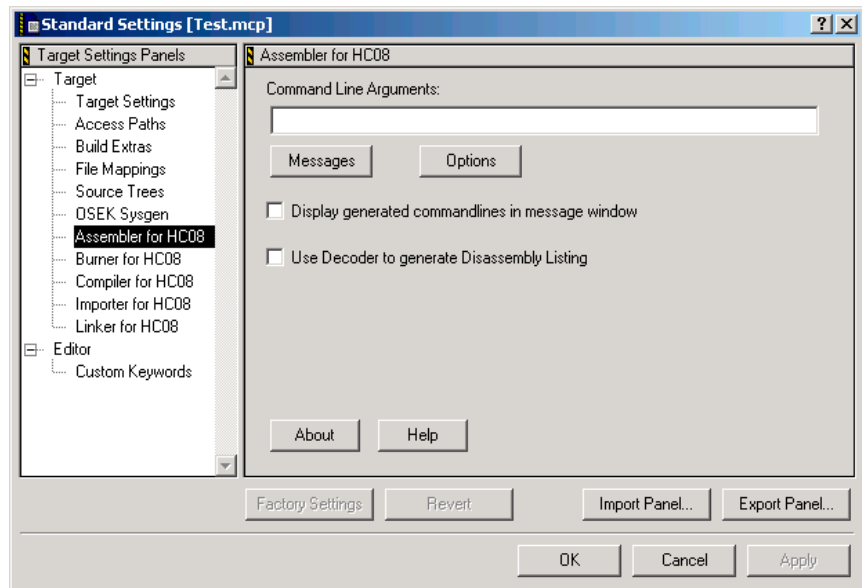 Standard Settings [Test.mcp]
Target Settings Panels
Target
Target Settings
Access Paths
Build Extras
File Mappings
Source Trees
OSEK Sysgen
Assembler for HC08
Burner for HC08
Compiler for HC08
Importer for HC08
Linker for HC08
Editor
Custom Keywords
Assembler for HC08
Command Line Arguments:
Messages Options
Display generated commandlines in message window
Use Decoder to generate Disassembly Listing
About Help
Factory Settings Revert Import Panel... Export Panel...
OK Cancel Apply